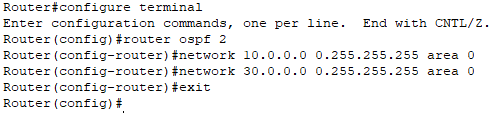 Router#configure terminal
Enter configuration commands, one per line.  End with CNTL/Z.
Router(config)#router ospf 2
Router(config-router)#network 10.0.0.0 0.255.255.255 area 0
Router(config-router)#network 30.0.0.0 0.255.255.255 area 0
Router(config-router)#exit
Router(config)#